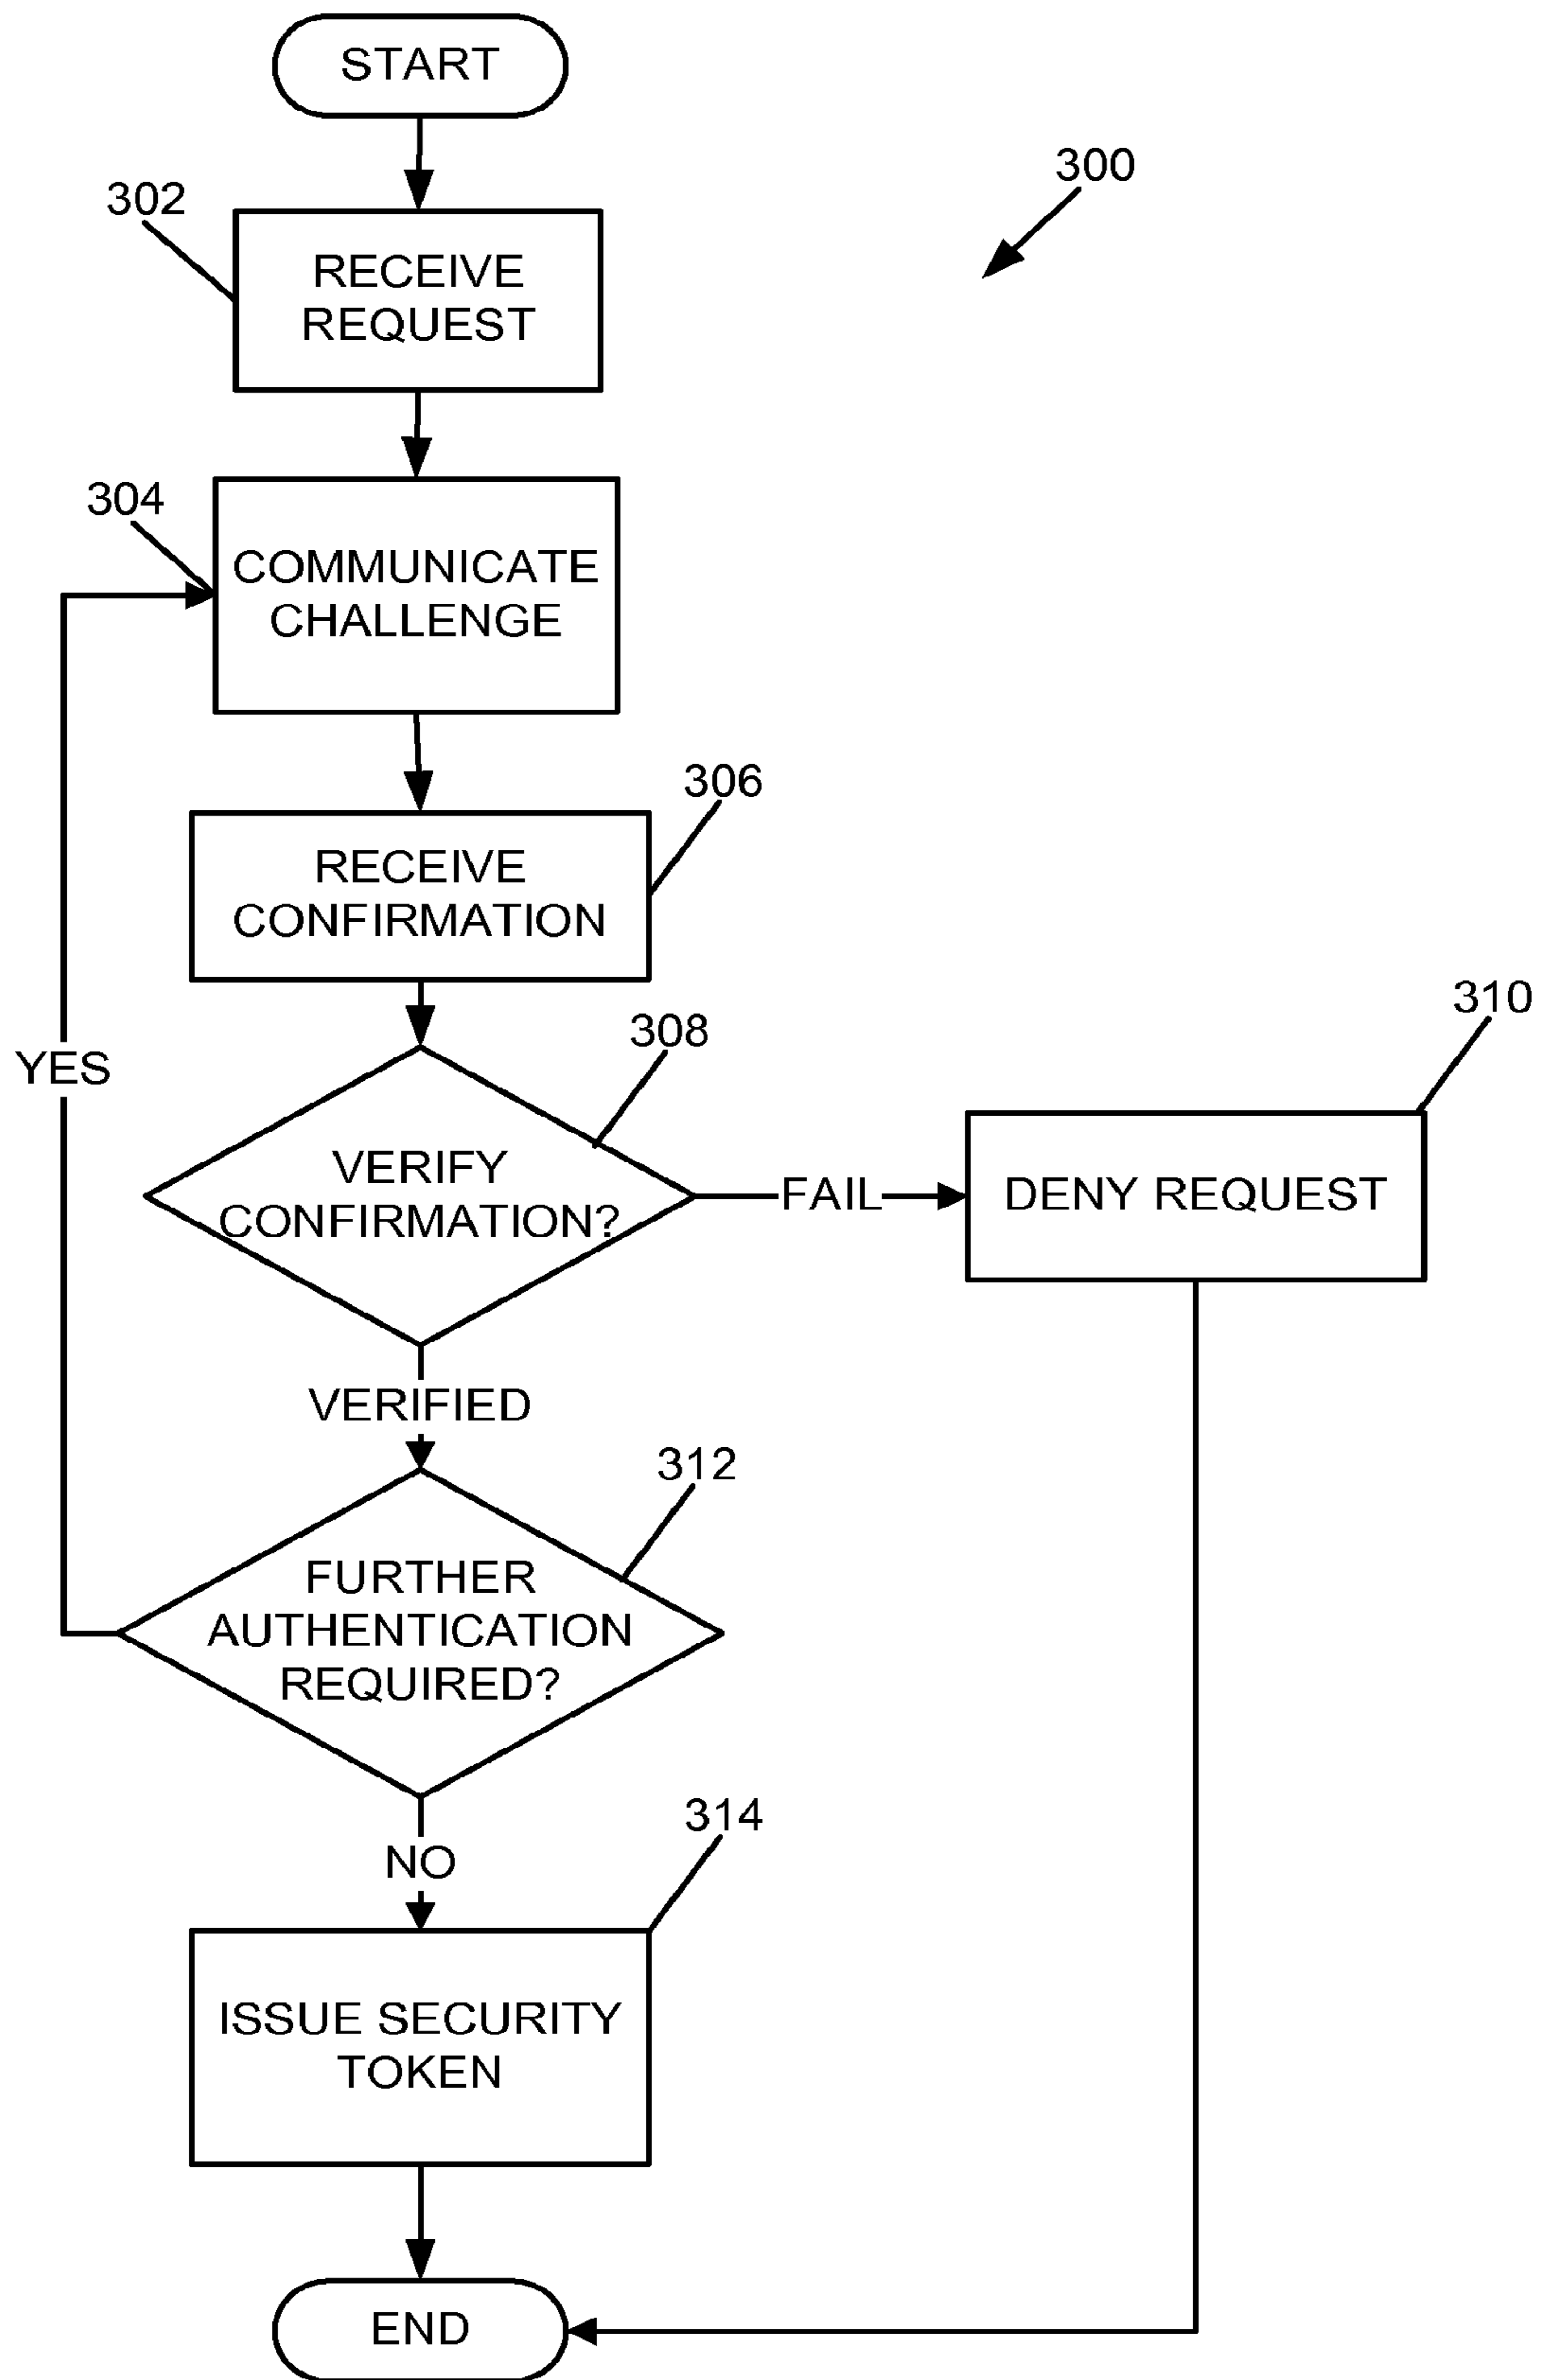 START
300
302
RECEIVE
REQUEST
304
COMMUNICATE
CHALLENGE
306
RECEIVE
CONFIRMATION
310
308
YES
VERIFY
CONFIRMATION?
FAIL
DENY REQUEST
VERIFIED
312
FURTHER
AUTHENTICATION
REQUIRED?
314
NO
ISSUE SECURITY
TOKEN
END